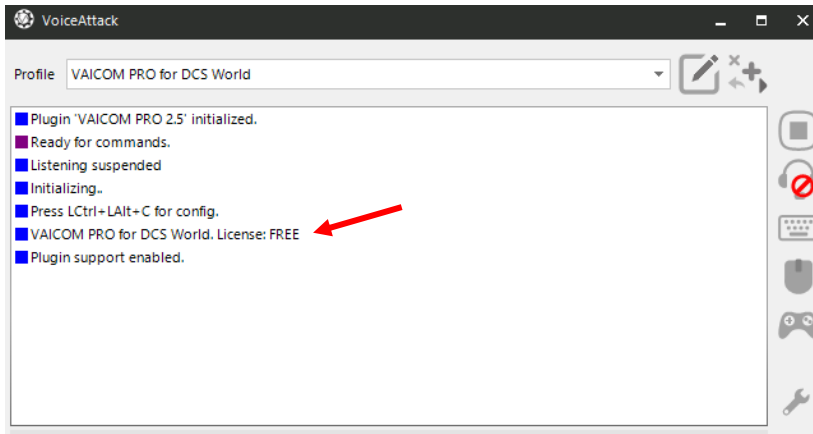 VoiceAttack
Profile VAICOM PRO for DCS World
Plugin 'VAICOM PRO 2.5' initialized.
Ready for commands.
Listening suspended
Initializing..
Press LCtrl+LAlt+C for config.
VAICOM PRO for DCS World. License: FREE
Plugin support enabled.